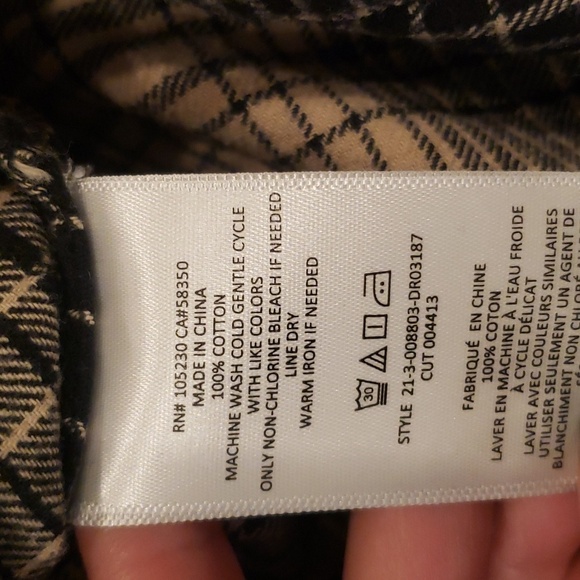 RN# 105230 CA#58350
MADE IN CHINA
100% COTTON
MACHINE WASH COLD GENTLE CYCLE
WITH LIKE COLORS
ONLY NON-CHLORINE BLEACH IF NEEDED
LINE DRY
WARM IRON IF NEEDED
30
STYLE 21-3-008803-DR03187
CUT 004413
FABRIQUÉ EN CHINE
100% COTON
LAVER EN MACHINE À L'EAU FROIDE
À CYCLE DÉLICAT
LAVER AVEC COULEURS SIMILAIRES
UTILISER SEULEMENT UN AGENT DE
BLANCHIMENT NON